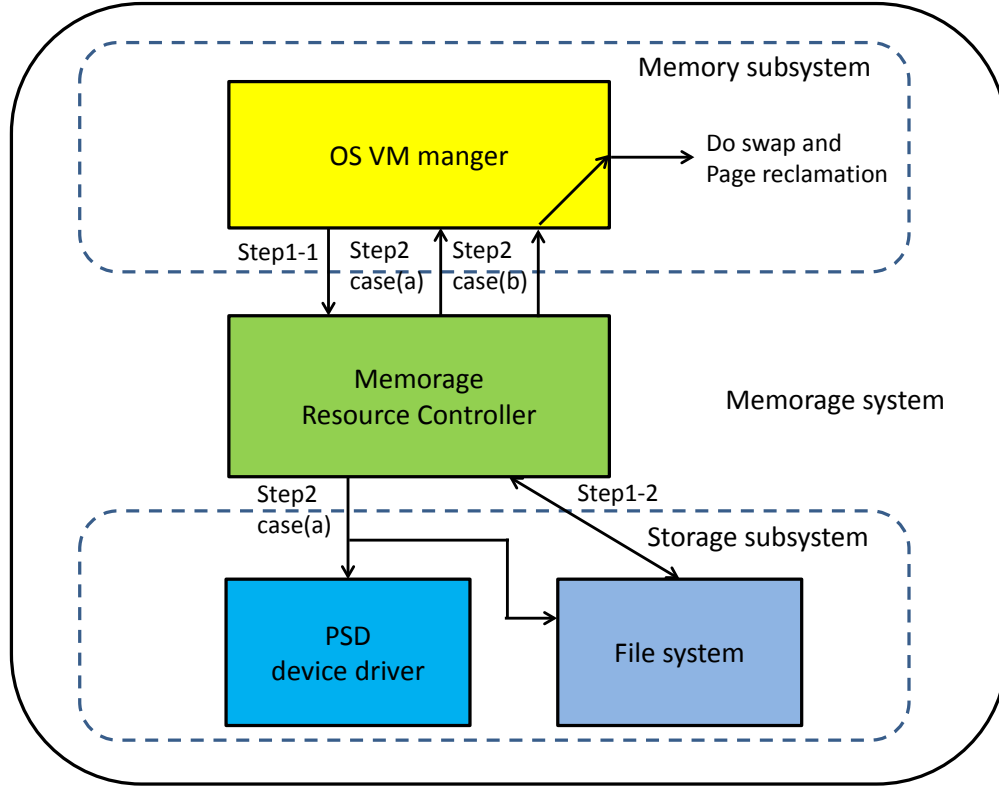 Memory subsystem
OS VM manger
Do swap and
Page reclamation
Step1-1
Step2
case(a)
Step2
case(b)
Memorage
Resource Controller
Memorage system
Step2
case(a)
Step1-2
Storage subsystem
PSD
device driver
File system